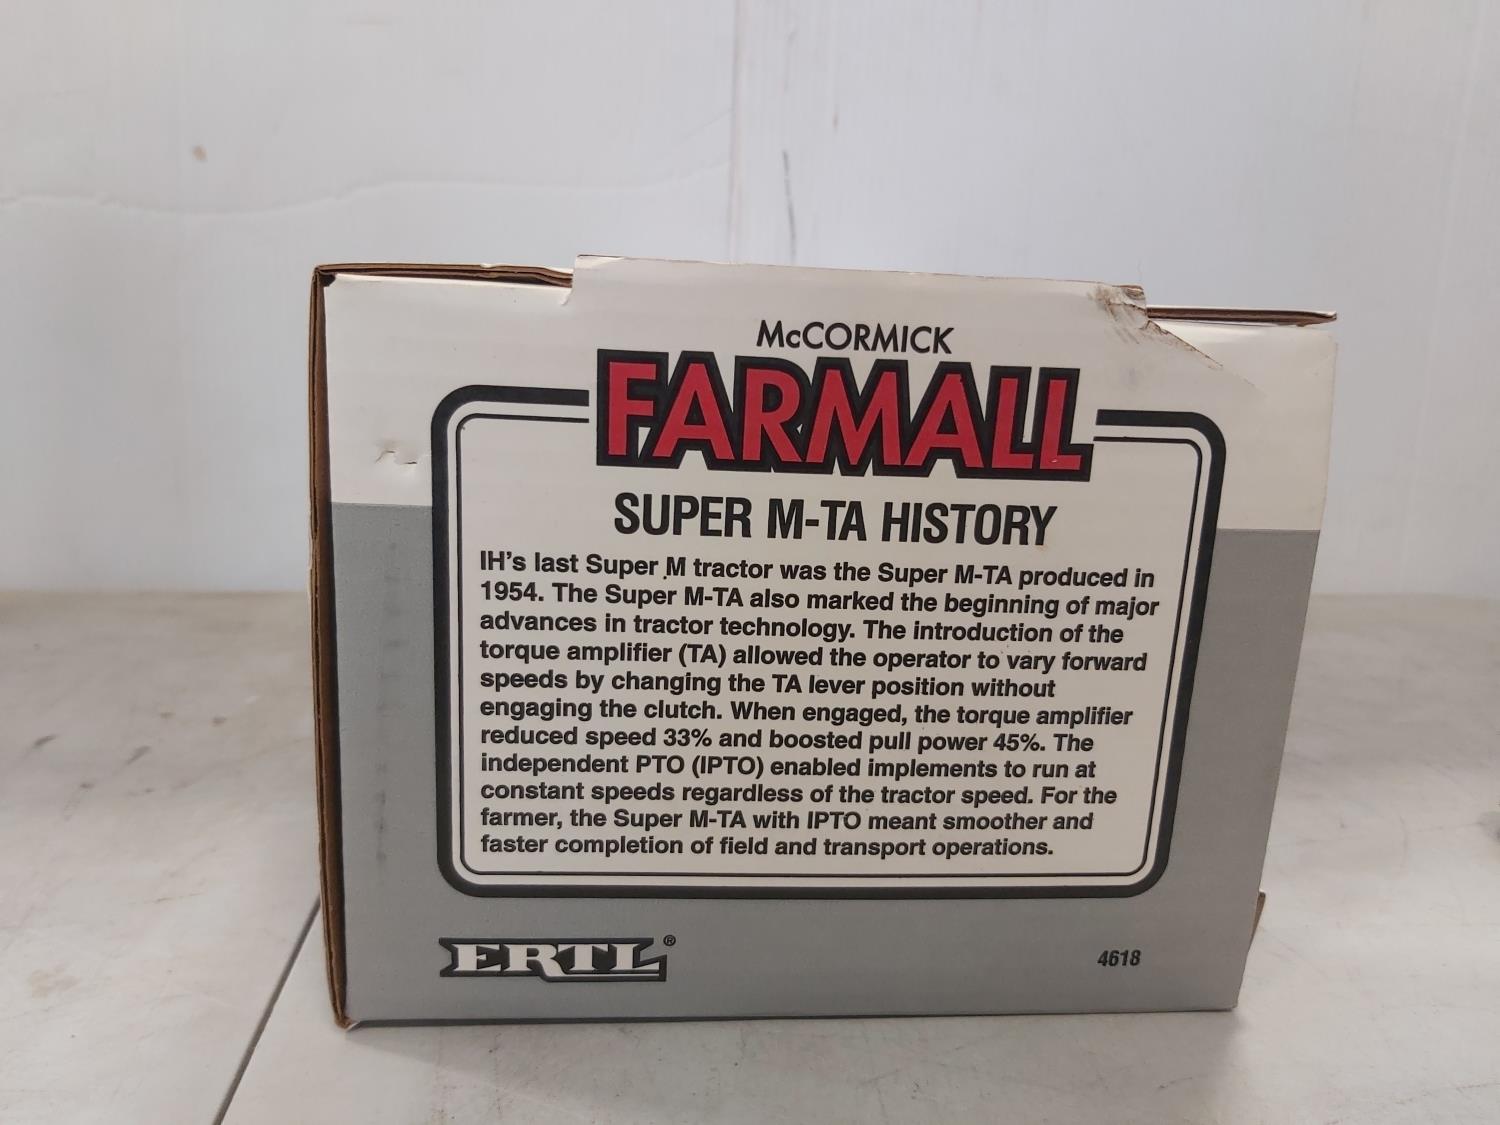 McCORMICK
FARMALL
SUPER M-TA HISTORY
IH's last Super M tractor was the Super M-TA produced in
1954. The Super M-TA also marked the beginning of major
advances in tractor technology. The introduction of the
torque amplifier (TA) allowed the operator to vary forward
speeds by changing the TA lever position without
engaging the clutch. When engaged, the torque amplifier
reduced speed 33% and boosted pull power 45%. The
independent PTO (IPTO) enabled implements to run at
constant speeds regardless of the tractor speed. For the
farmer, the Super M-TA with IPTO meant smoother and
faster completion of field and transport operations.
ERTL®
4618